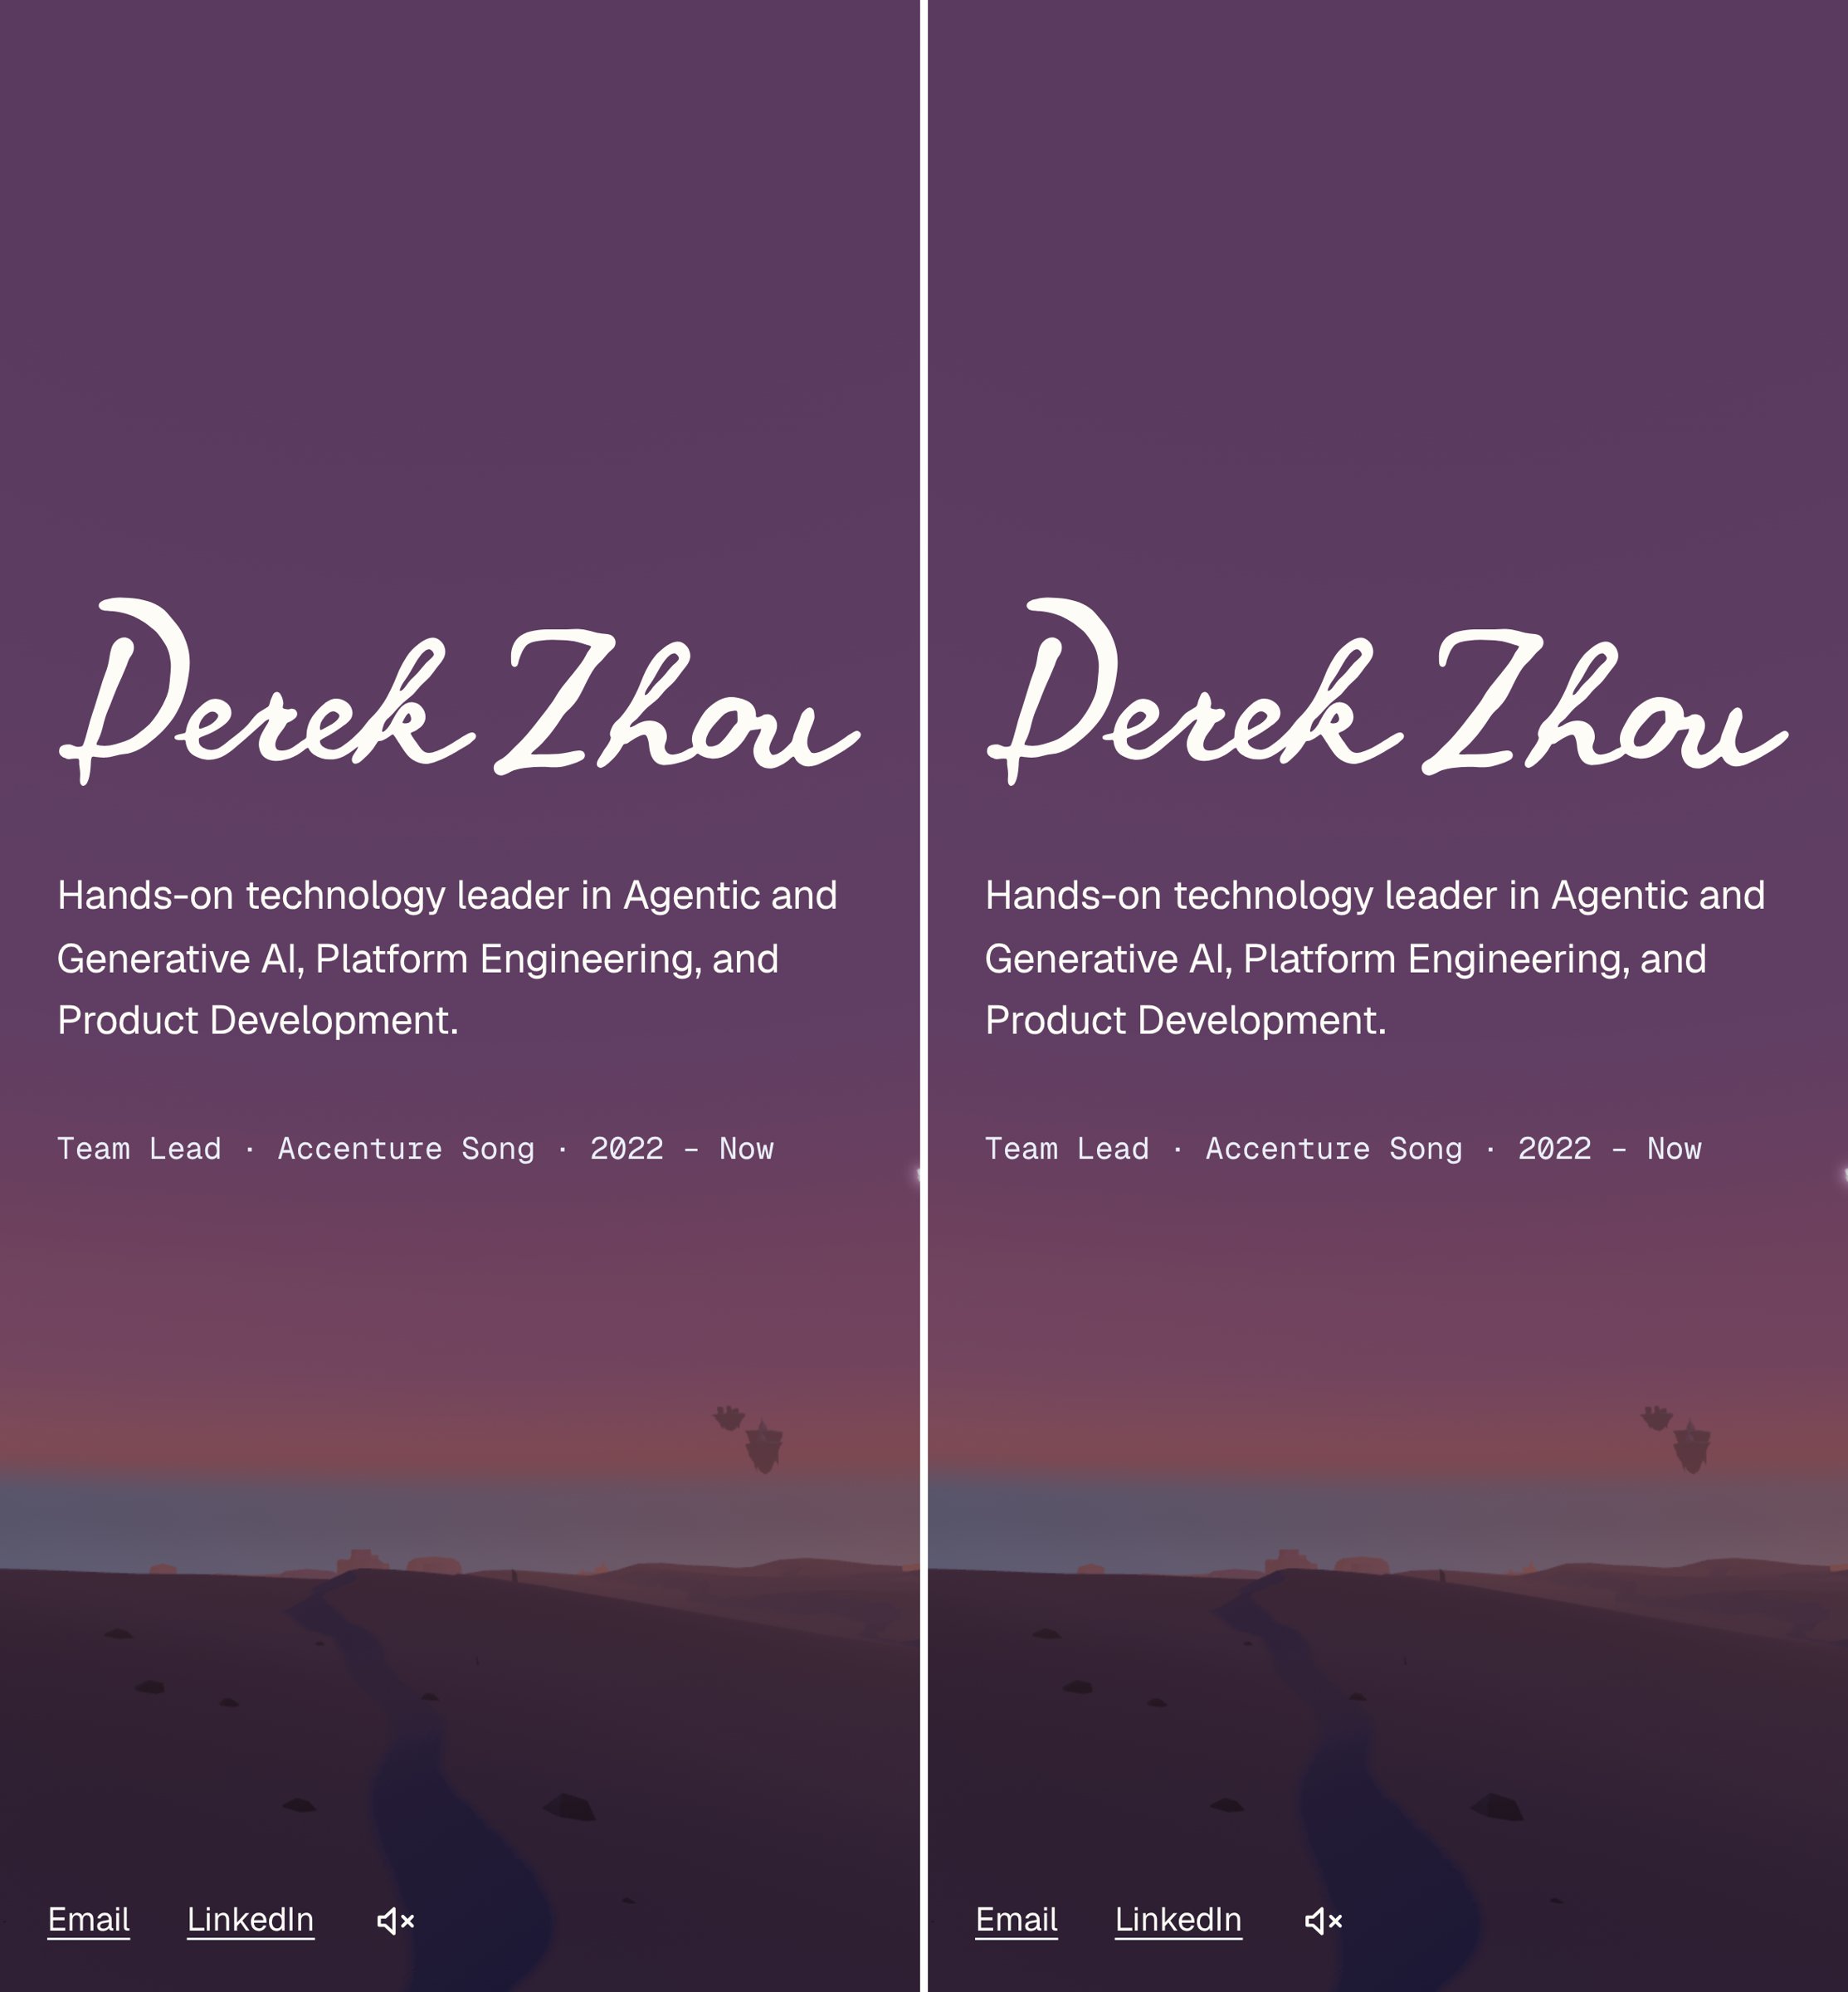 Derek Zhou
Hands-on technology leader in Agentic and
Generative AI, Platform Engineering, and
Product Development.
Team Lead · Accenture Song · 2022 – Now
Email LinkedIn
Derek Zhou
Hands-on technology leader in Agentic and
Generative AI, Platform Engineering, and
Product Development.
Team Lead · Accenture Song · 2022 – Now
Email LinkedIn